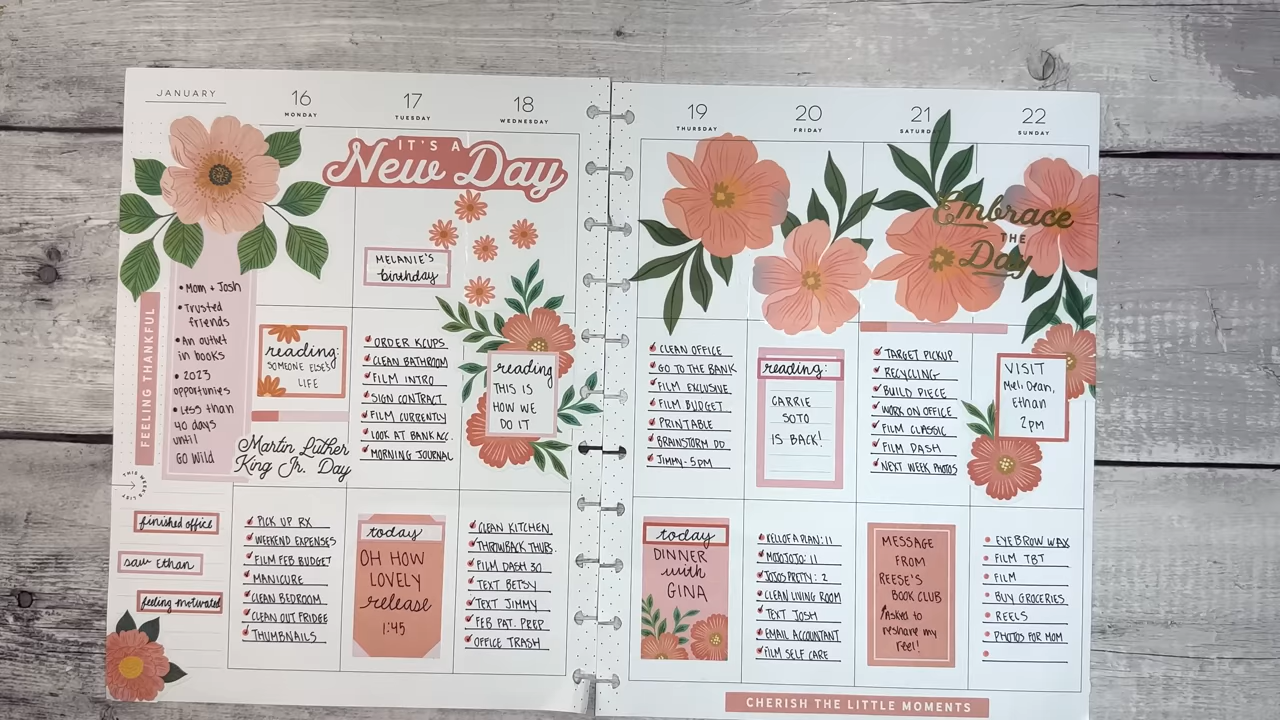 JANUARY
16
MONDAY
17
TUESDAY
18
WEDNESDAY
IT'S A
New Day
FEELING THANKFUL
• Mom + Josh
• Trusted
friends
• An outlet
in books
• 2023
opportunies
• Less than
40 days
until
GO Wild
THIS WEEK'S LIST
finished office
saw Ethan
feeling motivated
reading:
SOMEONE ELSE'S
LIFE
Martin Luther
King Jr. Day
PICK UP RX
WEEKEND EXPENSES
FILM FEB BUDGET
MANICURE
CLEAN BEDROOM
CLEAN OUT FRIDGE
THUMBNAILS
MELANIE'S
birthday
ORDER KCUPS
CLEAN BATHROOM
FILM INTRO
SIGN CONTRACT
FILM CURRENTLY
LOOK AT BANK ACC.
MORNING JOURNAL
today
OH HOW
LOVELY
release
1:45
reading
THIS IS
HOW WE
DO IT
CLEAN KITCHEN
THROWBACK THURS.
FILM DASH 30
TEXT BETSY
TEXT JIMMY
FEB PAT. PREP
OFFICE TRASH
19
THURSDAY
20
FRIDAY
21
SATURD
22
SUNDAY
Embrace
THE
Day
CLEAN OFFICE
GO TO THE BANK
FILM EXCLUSIVE
FILM BUDGET
PRINTABLE
BRAINSTORM DD
JIMMY-5PM
today
DINNER
with
GINA
reading:
CARRIE
SOTO
IS BACK!
FELLOFAPLAN: 11
MOJOJOTO: 11
JOJOSPRETTY: 2
CLEAN LIVING ROOM
TEXT JOSH
EMAIL ACCOUNTANT
FILM SELF CARE
TARGET PICKUP
RECYCLING
BUILD PIECE
WORK ON OFFICE
FILM CLASSIC
FILM DASH
NEXT WEEK PHOTOS
MESSAGE
FROM
REESE'S
BOOK CLUB
Asked to
reshare my
reel!
VISIT
Meli, Dean,
Ethan
2pm
• EYEBROW WAX
• FILM TBT
• FILM
• BUY GROCERIES
• REELS
• PHOTOS FOR MOM
•
CHERISH THE LITTLE MOMENTS